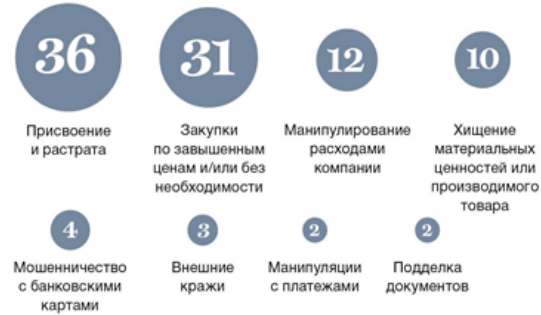 36
31
12
10
Присвоение
и растрата
Закупки
по завышенным
ценам и/или без
необходимости
Манипулирование
расходами
компании
Хищение
материальных
ценностей или
производимого
товара
4
3
2
2
Мошенничество
с банковскими
картами
Внешние
кражи
Манипуляции
с платежами
Подделка
документов